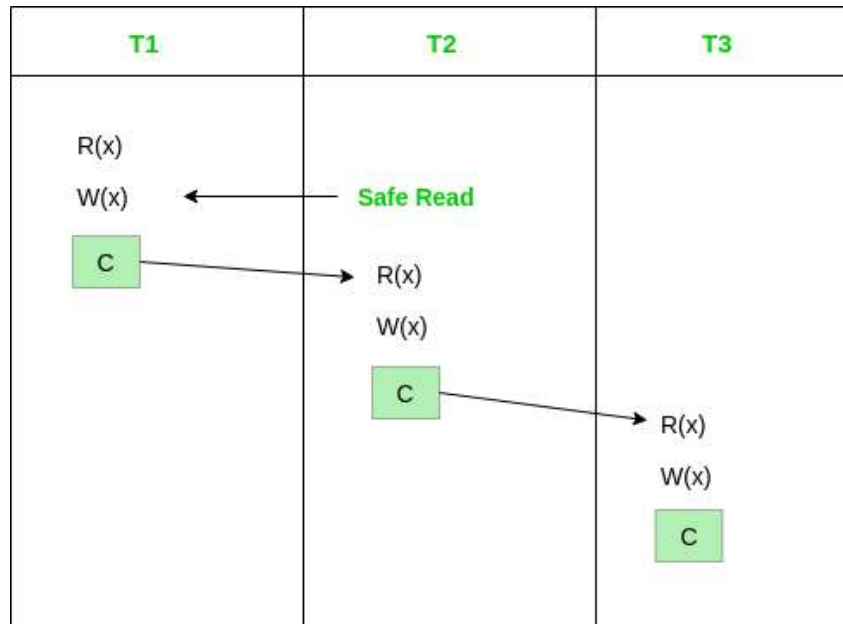 T1 T2 T3
R(x)
W(x) Safe Read
C
R(x)
W(x)
C
R(x)
W(x)
C